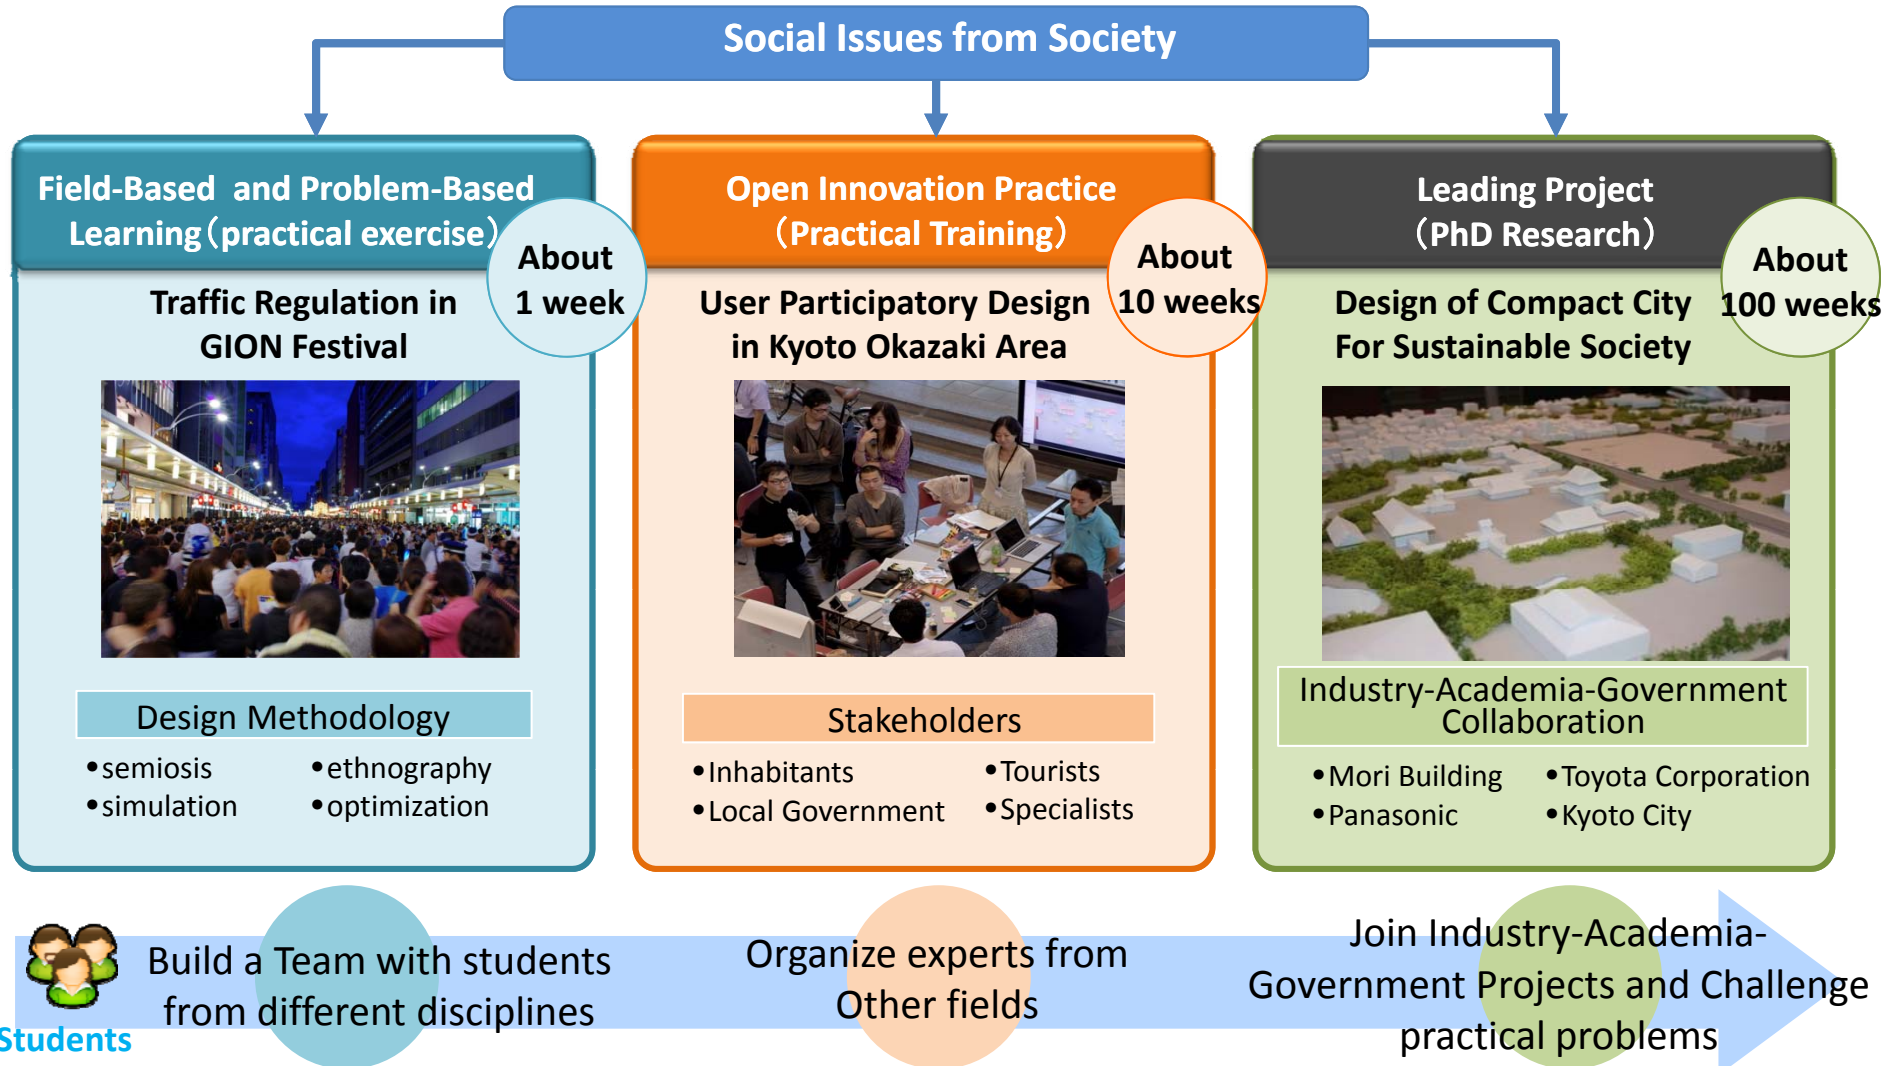 Social Issues from Society
Field-Based and Problem-Based
Learning（practical exercise）
About
1 week
Traffic Regulation in
GION Festival
Design Methodology
•semiosis
•ethnography
•simulation
•optimization
Open Innovation Practice
（Practical Training）
About
10 weeks
User Participatory Design
in Kyoto Okazaki Area
Stakeholders
•Inhabitants
•Tourists
•Local Government
•Specialists
Leading Project
（PhD Research）
About
100 weeks
Design of Compact City
For Sustainable Society
Industry-Academia-Government
Collaboration
•Mori Building
•Toyota Corporation
•Panasonic
•Kyoto City
Students
Build a Team with students
from different disciplines
Organize experts from
Other fields
Join Industry-Academia-
Government Projects and Challenge
practical problems